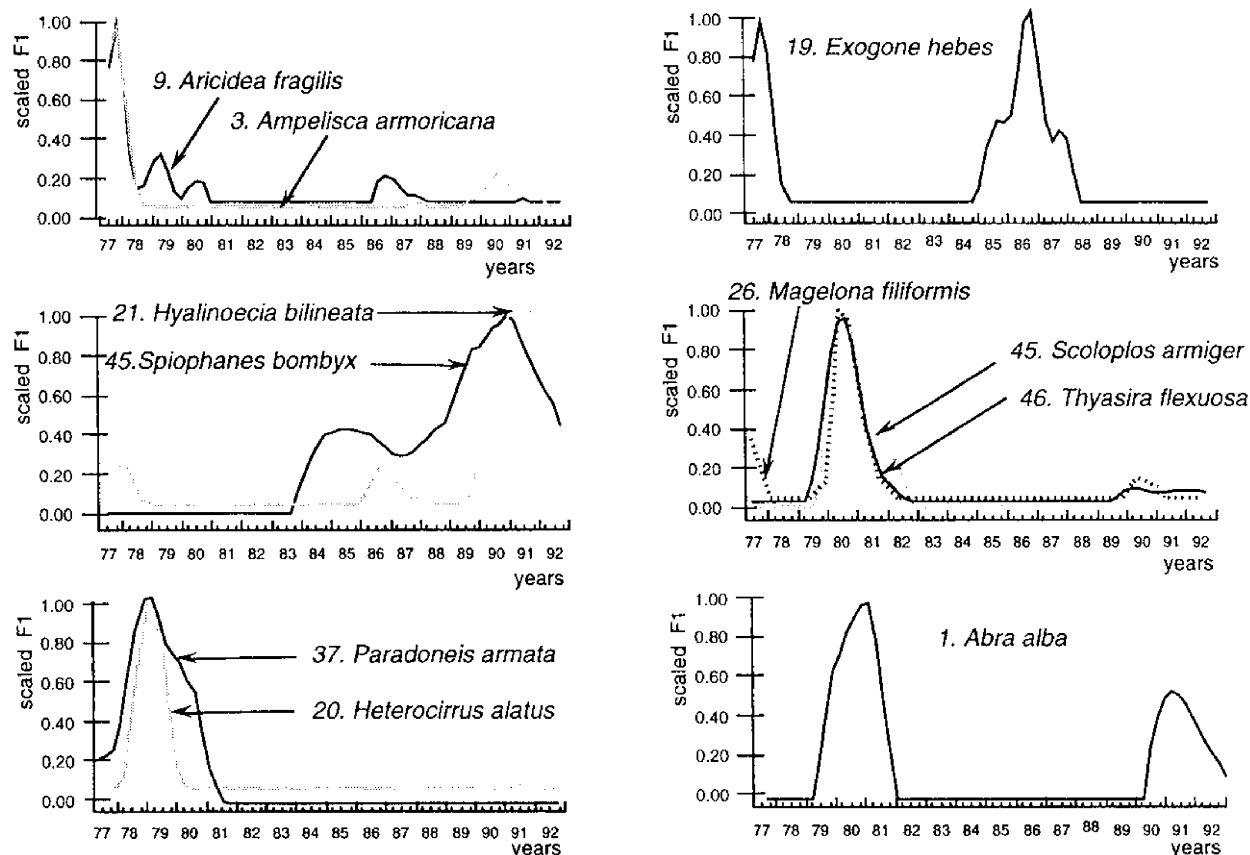 scaled F1
1.00
0.80
0.60
0.40
0.20
0.00
9. Aricidea fragilis
3. Ampelisca armoricana
77 78 79 80 81 82 83 84 85 86 87 88 89 90 91 92
years
scaled F1
1.00
0.80
0.60
0.40
0.20
0.00
19. Exogone hebes
77 78 79 80 81 82 83 84 85 86 87 88 89 90 91 92
years
scaled F1
1.00
0.80
0.60
0.40
0.20
0.00
21. Hyalinoecia bilineata
45.Spiophanes bombyx
77 78 79 80 81 82 83 84 85 86 87 88 89 90 91 92
years
scaled F1
1.00
0.80
0.60
0.40
0.20
0.00
26. Magelona filiformis
45. Scoloplos armiger
46. Thyasira flexuosa
77 78 79 80 81 82 83 84 85 86 87 88 89 90 91 92
years
scaled F1
1.00
0.80
0.60
0.40
0.20
0.00
37. Paradoneis armata
20. Heterocirrus alatus
77 78 79 80 81 82 83 84 85 86 87 88 89 90 91 92
years
scaled F1
1.00
0.80
0.60
0.40
0.20
0.00
1. Abra alba
77 78 79 80 81 82 83 84 85 86 87 88 89 90 91 92
years